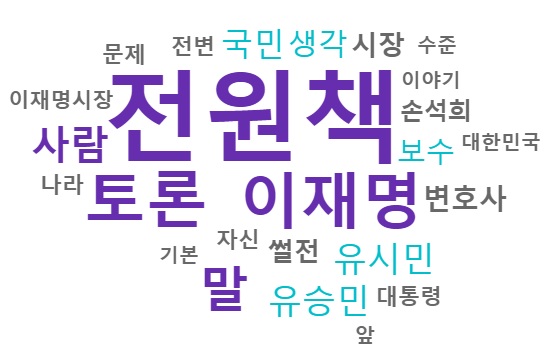 문제 전변 국민 생각 시장 수준
이재명시장 전원책 이야기
손석희
사람 보수 대한민국
나라 토론 이재명 변호사
기본 자신 썰전 유시민
말 유승민 대통령
앞